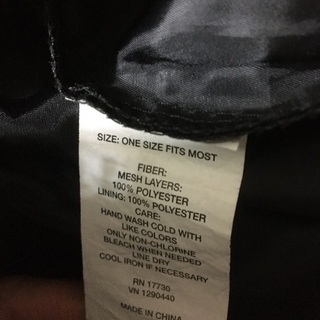 SIZE: ONE SIZE FITS MOST
FIBER:
MESH LAYERS:
100% POLYESTER
LINING: 100% POLYESTER
CARE:
HAND WASH COLD WITH
LIKE COLORS
ONLY NON-CHLORINE
BLEACH WHEN NEEDED
LINE DRY
COOL IRON IF NECESSARY
RN 17730
VN 1290440
MADE IN CHINA